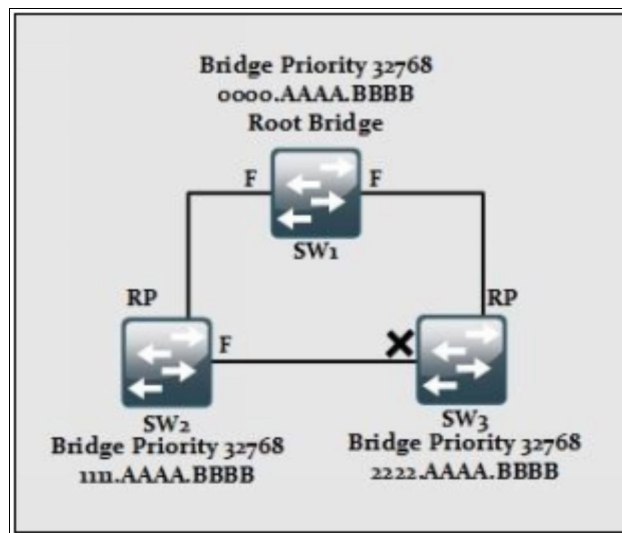 Bridge Priority 32768
0000.AAAA.BBBB
Root Bridge
F F
SW1
RP RP
F
SW2 SW3
Bridge Priority 32768 Bridge Priority 32768
1111.AAAA.BBBB 2222.AAAA.BBBB